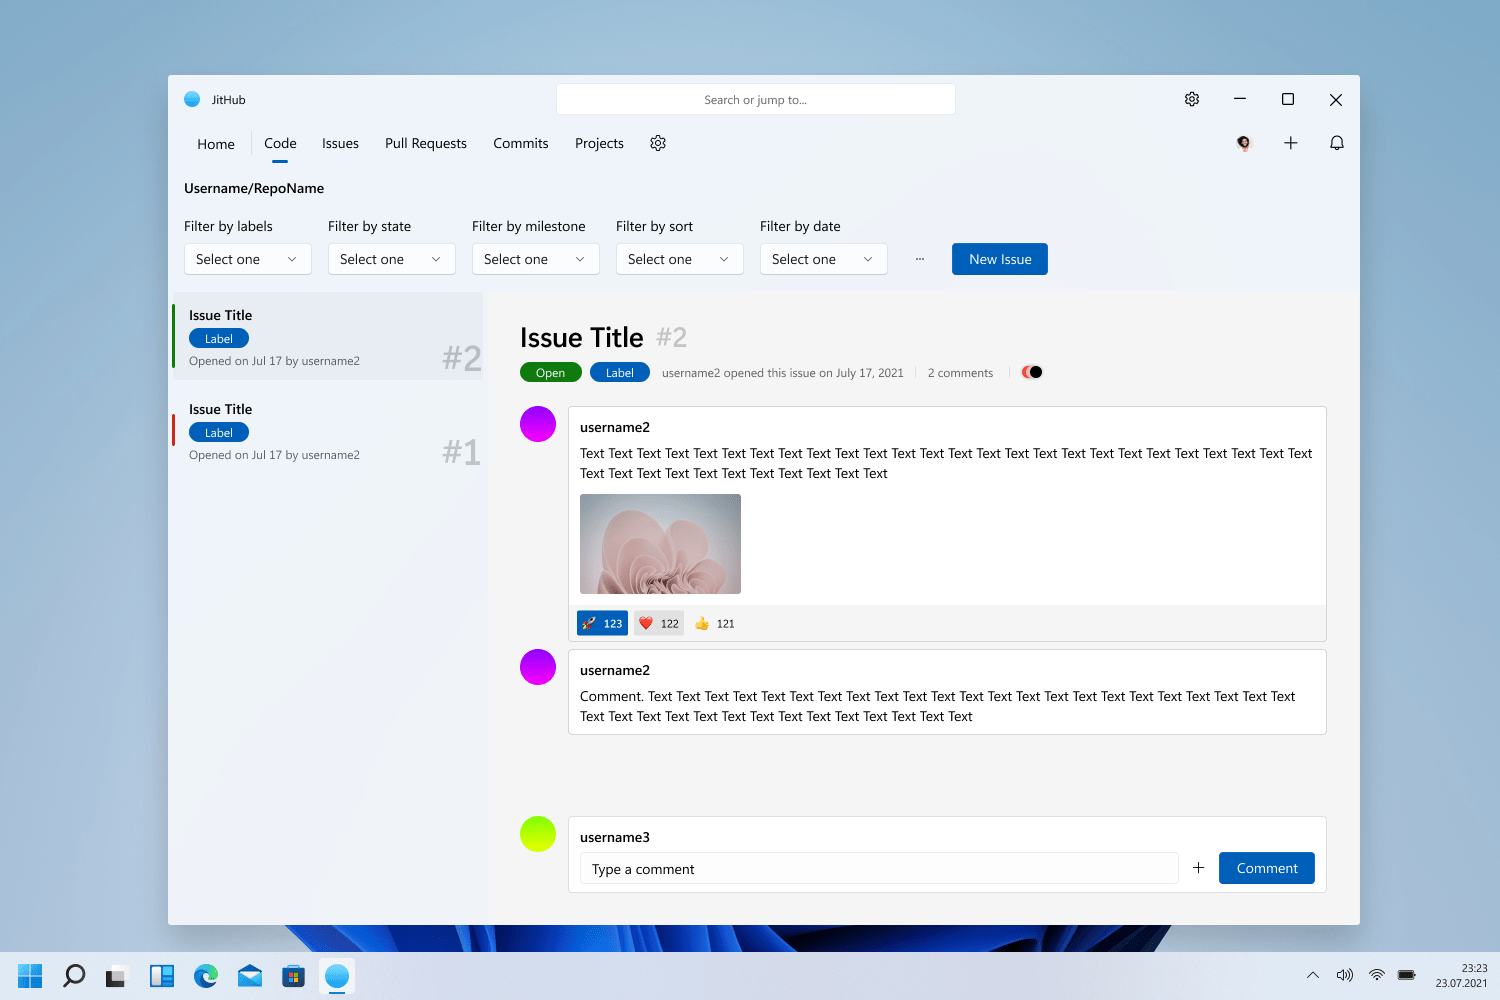 JitHub
Search or jump to...
Home
Code
Issues
Pull Requests
Commits
Projects
Username/RepoName
Filter by labels
Filter by state
Filter by milestone
Filter by sort
Filter by date
Select one
Select one
Select one
Select one
Select one
...
New Issue
Issue Title
Label
Opened on Jul 17 by username2
#2
Issue Title
Label
Opened on Jul 17 by username2
#1
Issue Title #2
Open
Label
username2 opened this issue on July 17, 2021
2 comments
username2
Text Text Text Text Text Text Text Text Text Text Text Text Text Text Text Text Text Text Text Text Text Text Text Text Text Text
Text Text Text Text Text Text Text Text Text Text Text
🚀 123
❤️ 122
👍 121
username2
Comment. Text Text Text Text Text Text Text Text Text Text Text Text Text Text Text Text Text Text Text Text Text Text Text
Text Text Text Text Text Text Text Text Text Text Text Text Text Text
username3
Type a comment
Comment
23:23
23.07.2021